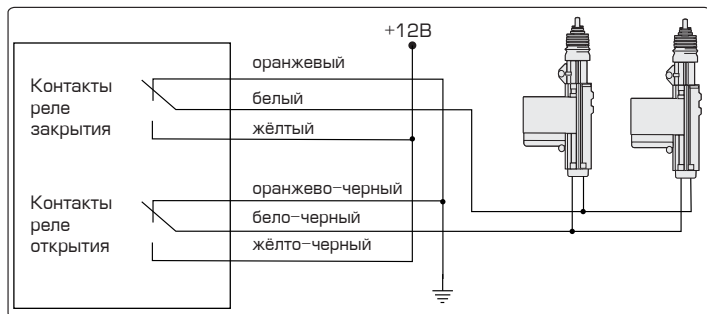 +12В
оранжевый
Контакты
реле
закрытия
белый
жёлтый
оранжево-черный
Контакты
реле
открытия
бело-черный
жёлто-черный